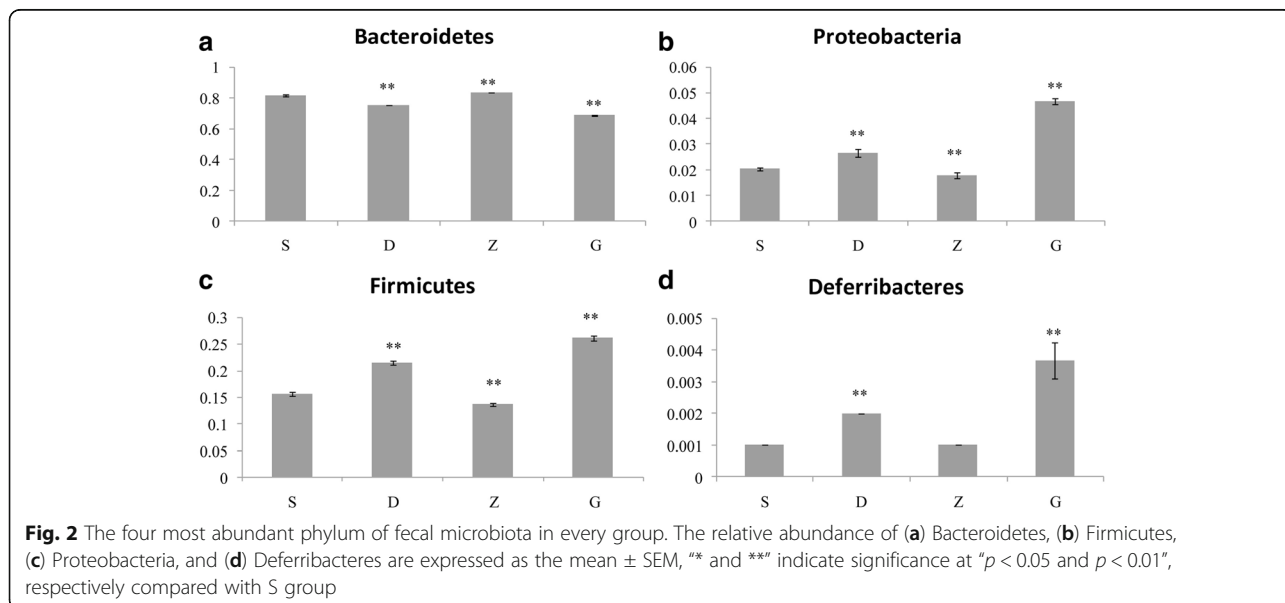 a
Bacteroidetes
1
0.8
0.6
0.4
0.2
0
**
**
**
S D Z G
b
Proteobacteria
0.06
0.05
0.04
0.03
0.02
0.01
0
**
**
**
S D Z G
c
Firmicutes
0.3
0.25
0.2
0.15
0.1
0.05
0
**
**
**
S D Z G
d
Deferribacteres
0.005
0.004
0.003
0.002
0.001
0
**
**
S D Z G
Fig. 2 The four most abundant phylum of fecal microbiota in every group. The relative abundance of (a) Bacteroidetes, (b) Firmicutes,
(c) Proteobacteria, and (d) Deferribacteres are expressed as the mean ± SEM, “* and **” indicate significance at “p < 0.05 and p < 0.01”,
respectively compared with S group